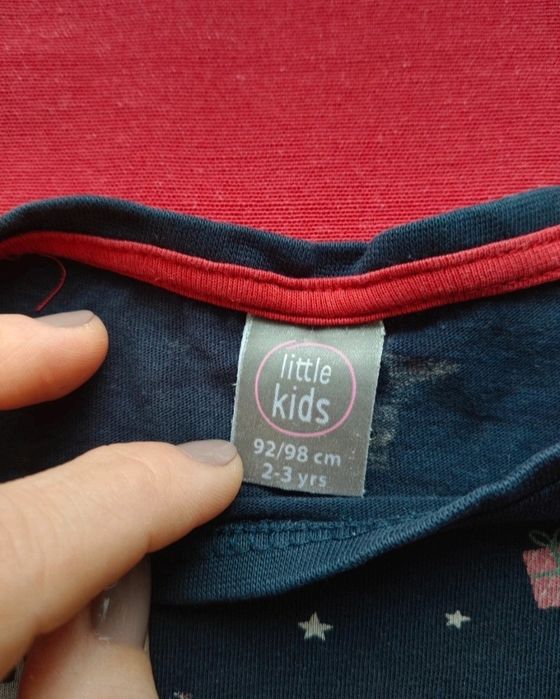 little
kids
92/98 cm
2-3 yrs